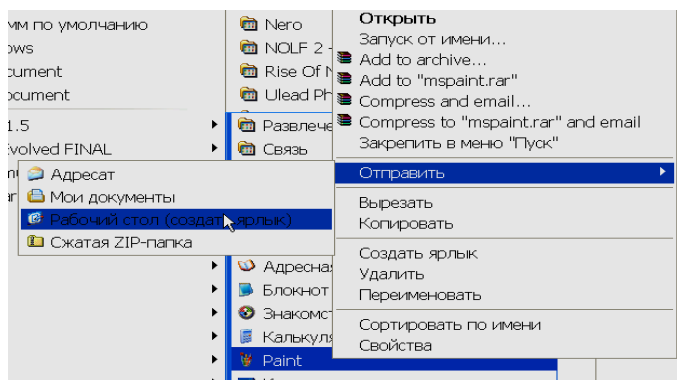 мм по умолчанию
ows
cument
ocument
1.5
volved FINAL
Nero
NOLF 2 -
Rise Of N
Ulead Ph
Развлече
Связь
Адресат
Мои документы
Рабочий стол (создать ярлык)
Сжатая ZIP-папка
Адресная
Блокнот
Знакомст
Калькуля
Paint
Открыть
Запуск от имени...
Add to archive...
Add to "mspaint.rar"
Compress and email...
Compress to "mspaint.rar" and email
Закрепить в меню "Пуск"
Отправить
Вырезать
Копировать
Создать ярлык
Удалить
Переименовать
Сортировать по имени
Свойства